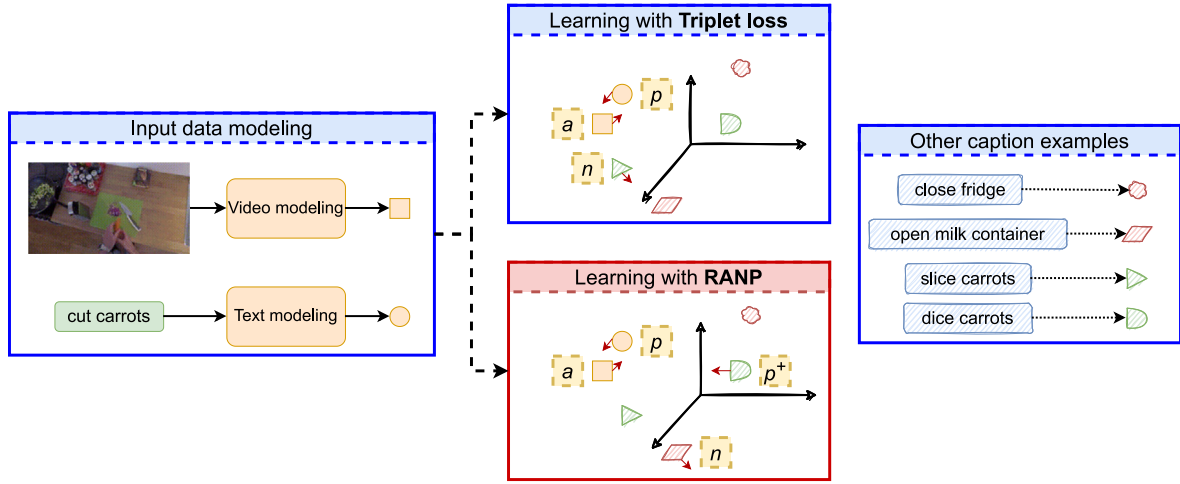 Input data modeling
Video modeling
cut carrots
Text modeling
Learning with Triplet loss
p
a
n
Learning with RANP
p
a
p+
n
Other caption examples
close fridge
open milk container
slice carrots
dice carrots